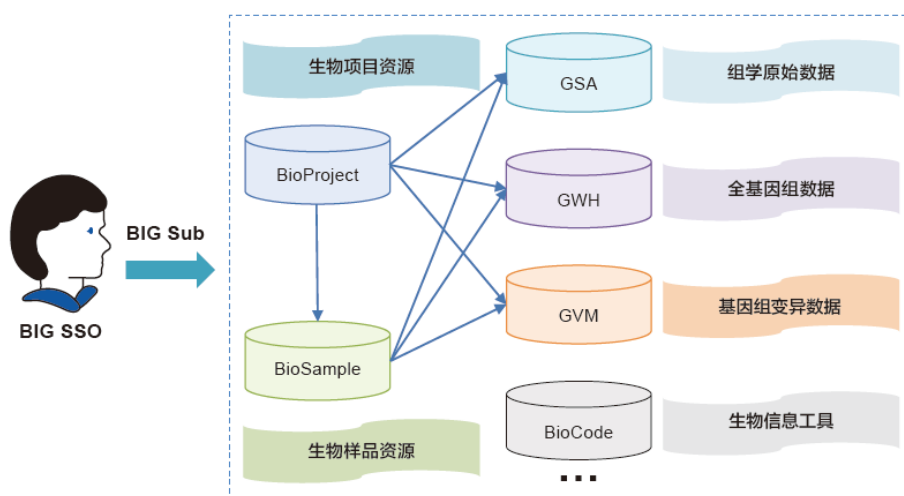 生物项目资源
GSA
组学原始数据
BioProject
GWH
全基因组数据
BIG Sub
BIG SSO
GVM
基因组变异数据
BioSample
生物样品资源
BioCode
生物信息工具
...